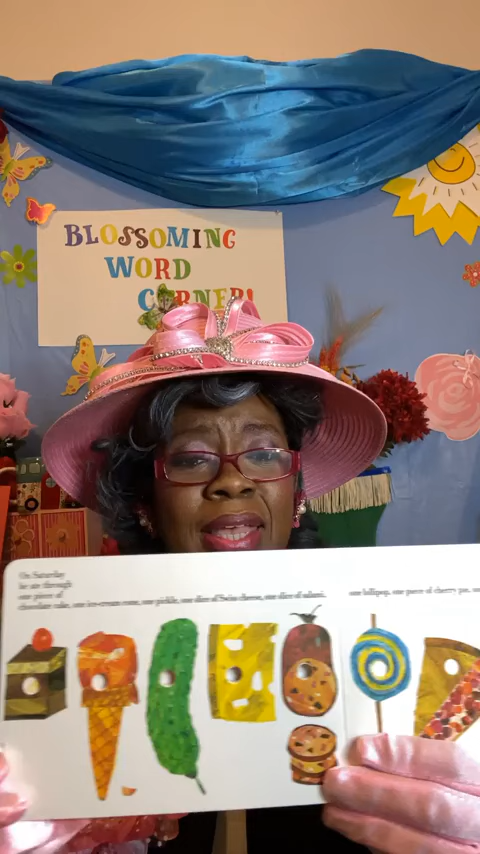 BLOSSOMING
WORD
CORNER!
On Saturday
he ate through
one piece of
chocolate cake, one ice-cream cone, one pickle, one slice of Swiss cheese, one slice of salami,
one lollipop, one piece of cherry pie,